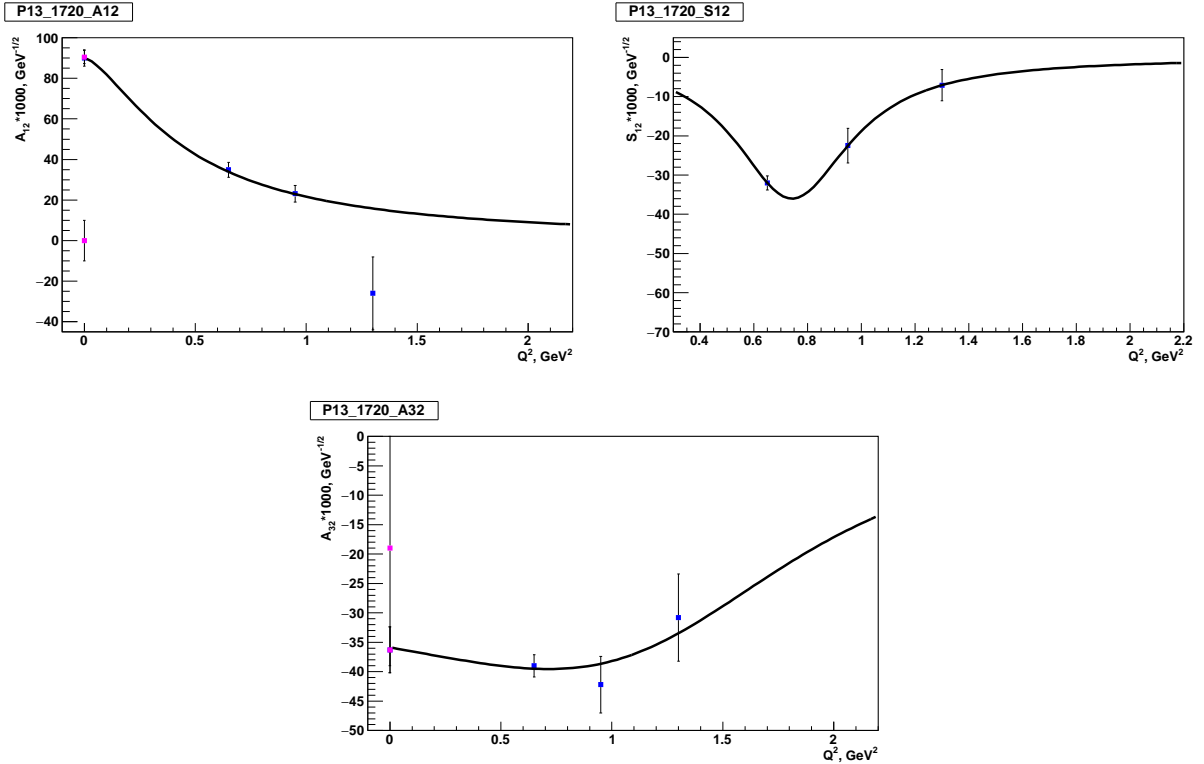 P13_1720_A12
A₁₂*1000, GeV⁻¹/²
100
80
60
40
20
0
−20
−40
0 0.5 1 1.5 2
Q², GeV²
P13_1720_S12
S₁₂*1000, GeV⁻¹/²
0
−10
−20
−30
−40
−50
−60
−70
0.4 0.6 0.8 1 1.2 1.4 1.6 1.8 2 2.2
Q², GeV²
P13_1720_A32
A₃₂*1000, GeV⁻¹/²
0
−5
−10
−15
−20
−25
−30
−35
−40
−45
−50
0 0.5 1 1.5 2
Q², GeV²